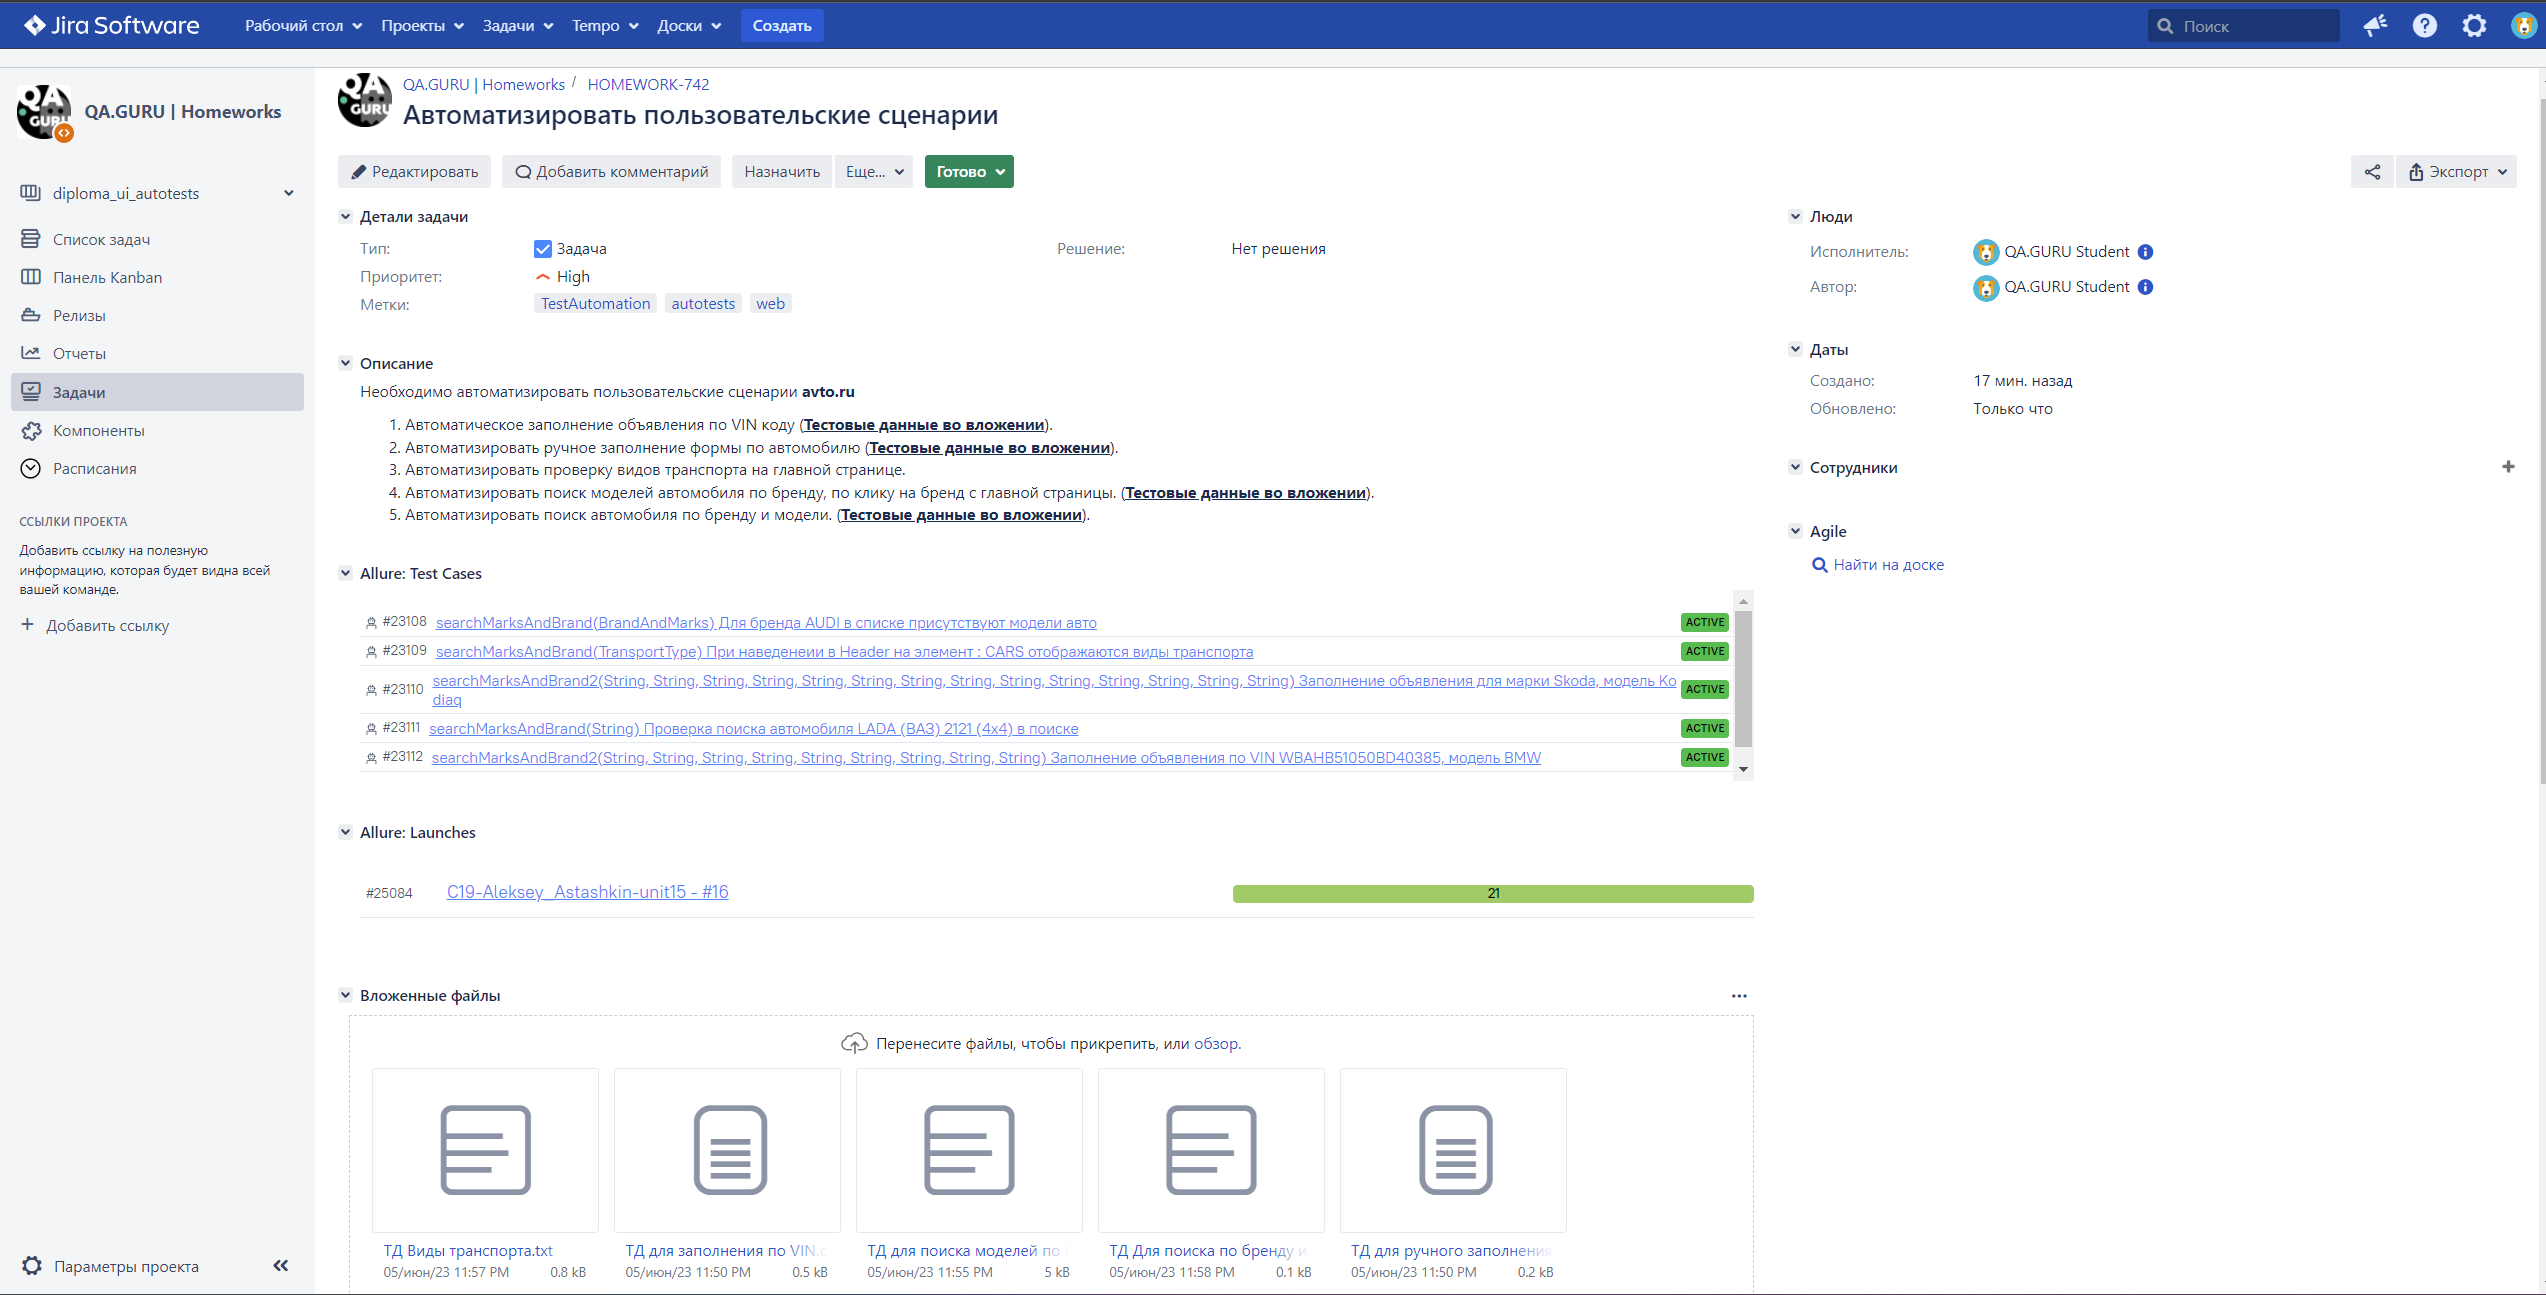 Jira Software
Рабочий стол
Проекты
Задачи
Tempo
Доски
Создать
Поиск
QA GURU
QA.GURU | Homeworks
diploma_ui_autotests
Список задач
Панель Kanban
Релизы
Отчеты
Задачи
Компоненты
Расписания
ССЫЛКИ ПРОЕКТА
Добавить ссылку на полезную
информацию, которая будет видна всей
вашей команде.
+ Добавить ссылку
Параметры проекта
QA GURU
QA.GURU | Homeworks / HOMEWORK-742
Автоматизировать пользовательские сценарии
Редактировать
Добавить комментарий
Назначить
Еще...
Готово
Экспорт
Детали задачи
Тип: Задача
Решение: Нет решения
Приоритет: High
Метки: TestAutomation autotests web
Описание
Необходимо автоматизировать пользовательские сценарии avto.ru
1. Автоматическое заполнение объявления по VIN коду (Тестовые данные во вложении).
2. Автоматизировать ручное заполнение формы по автомобилю (Тестовые данные во вложении).
3. Автоматизировать проверку видов транспорта на главной странице.
4. Автоматизировать поиск моделей автомобиля по бренду, по клику на бренд с главной страницы. (Тестовые данные во вложении).
5. Автоматизировать поиск автомобиля по бренду и модели. (Тестовые данные во вложении).
Allure: Test Cases
#23108 searchMarksAndBrand(BrandAndMarks) Для бренда AUDI в списке присутствуют модели авто ACTIVE
#23109 searchMarksAndBrand(TransportType) При наведенеии в Header на элемент : CARS отображаются виды транспорта ACTIVE
#23110 searchMarksAndBrand2(String, String, String, String, String, String, String, String, String, String, String, String, String, String) Заполнение объявления для марки Skoda, модель Ko
diaq ACTIVE
#23111 searchMarksAndBrand(String) Проверка поиска автомобиля LADA (ВАЗ) 2121 (4x4) в поиске ACTIVE
#23112 searchMarksAndBrand2(String, String, String, String, String, String, String, String, String) Заполнение объявления по VIN WBAHB51050BD40385, модель BMW ACTIVE
Allure: Launches
#25084 C19-Aleksey_Astashkin-unit15 - #16 21
Вложенные файлы
Перенесите файлы, чтобы прикрепить, или обзор.
ТД Виды транспорта.txt
05/июн/23 11:57 PM 0.8 kB
ТД для заполнения по VIN.
05/июн/23 11:50 PM 0.5 kB
ТД для поиска моделей по
05/июн/23 11:55 PM 5 kB
ТД Для поиска по бренду и
05/июн/23 11:58 PM 0.1 kB
ТД для ручного заполнения
05/июн/23 11:50 PM 0.2 kB
Люди
Исполнитель: QA.GURU Student
Автор: QA.GURU Student
Даты
Создано: 17 мин. назад
Обновлено: Только что
Сотрудники
Agile
Найти на доске